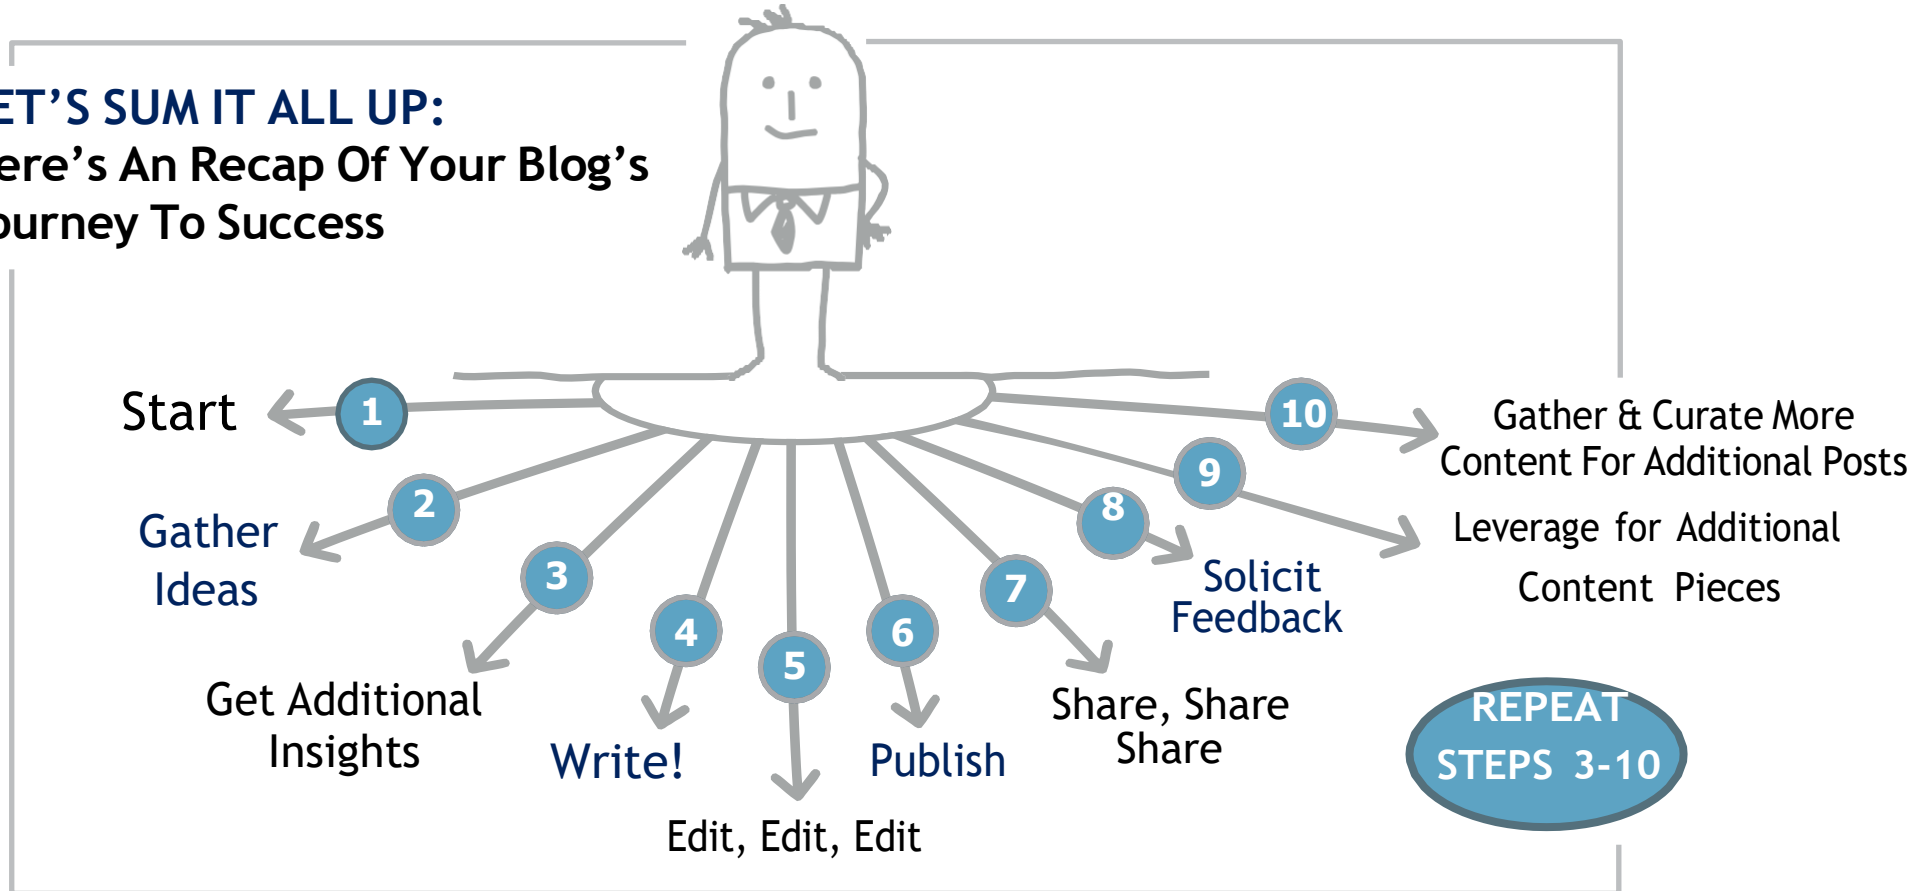 ET’S SUM IT ALL UP:
ere’s An Recap Of Your Blog’s
ourney To Success
Start
1
2
Gather
Ideas
3
Get Additional
Insights
4
Write!
5
Edit, Edit, Edit
6
Publish
7
Share, Share
Share
8
Solicit
Feedback
9
Leverage for Additional
Content Pieces
10
Gather & Curate More
Content For Additional Posts
REPEAT
STEPS 3-10